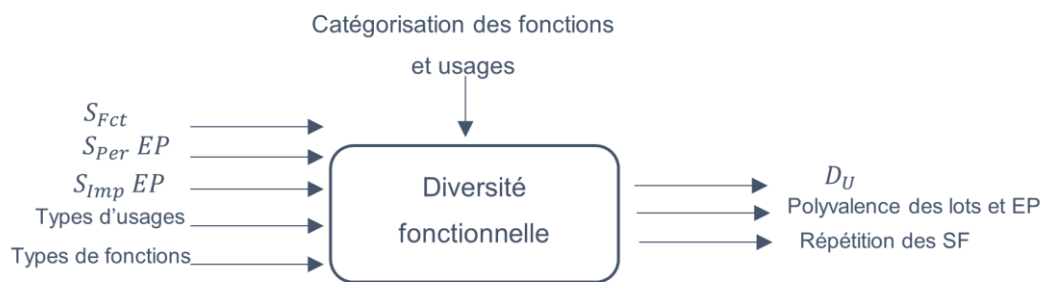 Catégorisation des fonctions
et usages
S_Fct
S_Per EP
S_Imp EP
Types d'usages
Types de fonctions
Diversité
fonctionnelle
D_U
Polyvalence des lots et EP
Répétition des SF